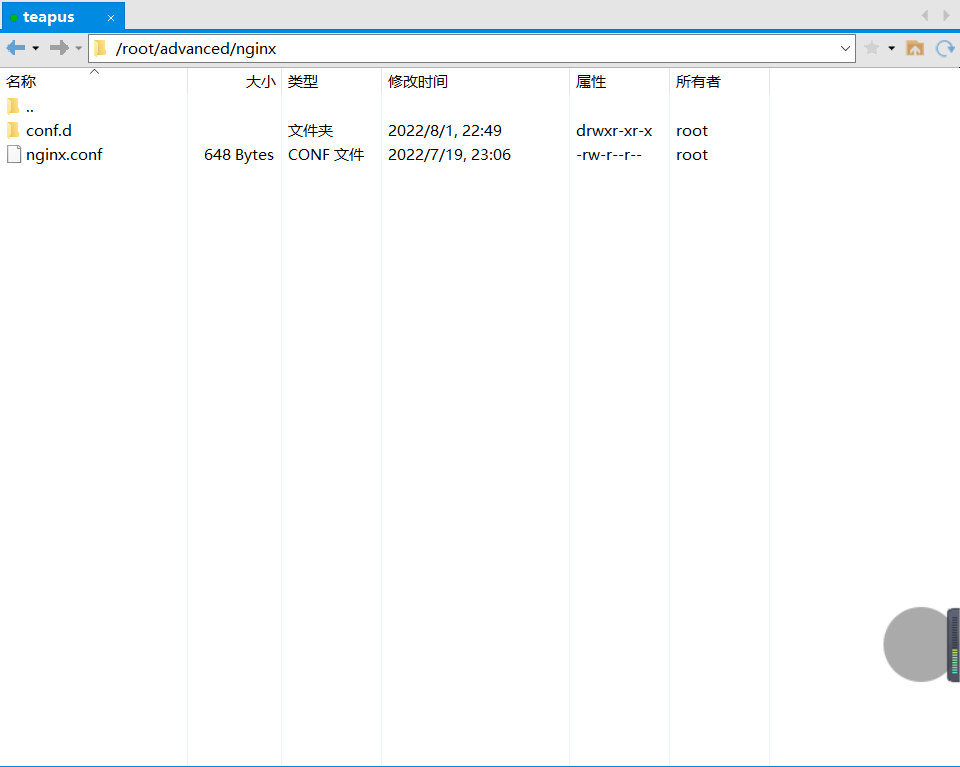 teapus ×
/root/advanced/nginx
名称 大小 类型 修改时间 属性 所有者
..
conf.d 文件夹 2022/8/1, 22:49 drwxr-xr-x root
nginx.conf 648 Bytes CONF 文件 2022/7/19, 23:06 -rw-r--r-- root